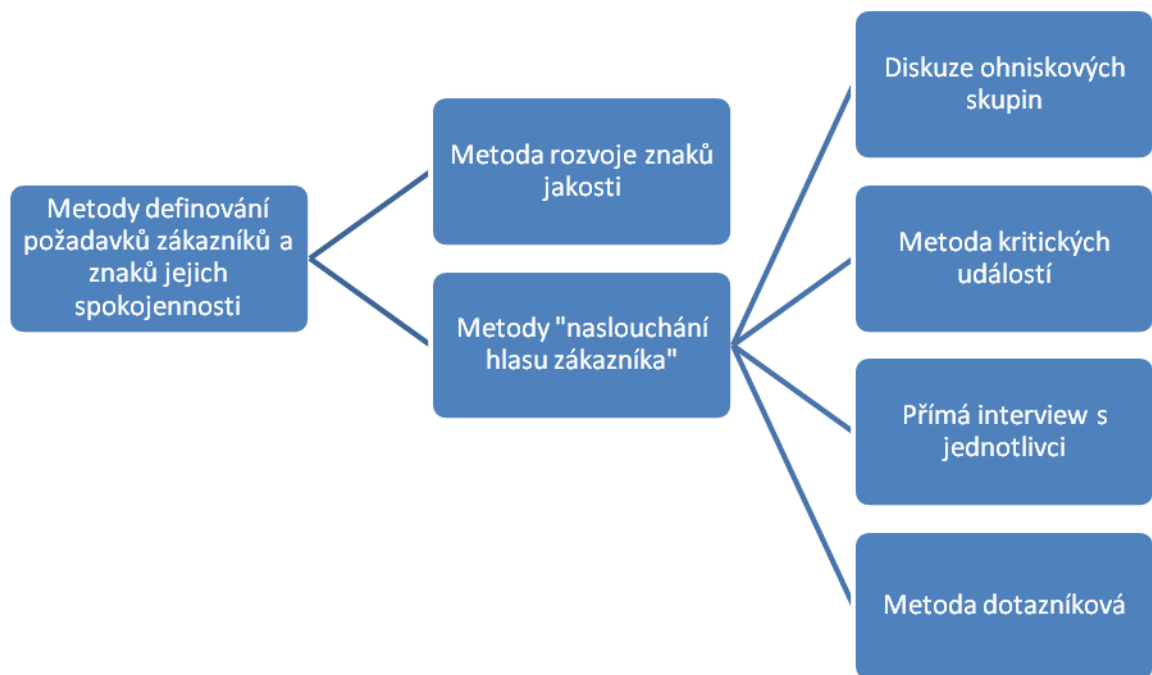 Metody definování
požadavků zákazníků a
znaků jejich
spokojennosti
Metoda rozvoje znaků
jakosti
Metody "naslouchání
hlasu zákazníka"
Diskuze ohniskových
skupin
Metoda kritických
událostí
Přímá interview s
jednotlivci
Metoda dotazníková